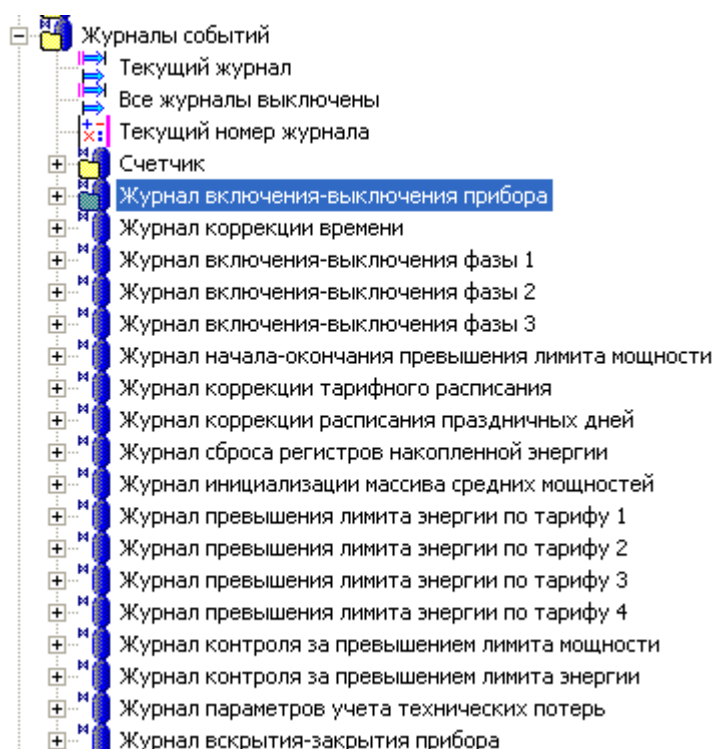 Журналы событий
Текущий журнал
Все журналы выключены
Текущий номер журнала
Счетчик
Журнал включения-выключения прибора
Журнал коррекции времени
Журнал включения-выключения фазы 1
Журнал включения-выключения фазы 2
Журнал включения-выключения фазы 3
Журнал начала-окончания превышения лимита мощности
Журнал коррекции тарифного расписания
Журнал коррекции расписания праздничных дней
Журнал сброса регистров накопленной энергии
Журнал инициализации массива средних мощностей
Журнал превышения лимита энергии по тарифу 1
Журнал превышения лимита энергии по тарифу 2
Журнал превышения лимита энергии по тарифу 3
Журнал превышения лимита энергии по тарифу 4
Журнал контроля за превышением лимита мощности
Журнал контроля за превышением лимита энергии
Журнал параметров учета технических потерь
Журнал вскрытия-закрытия прибора